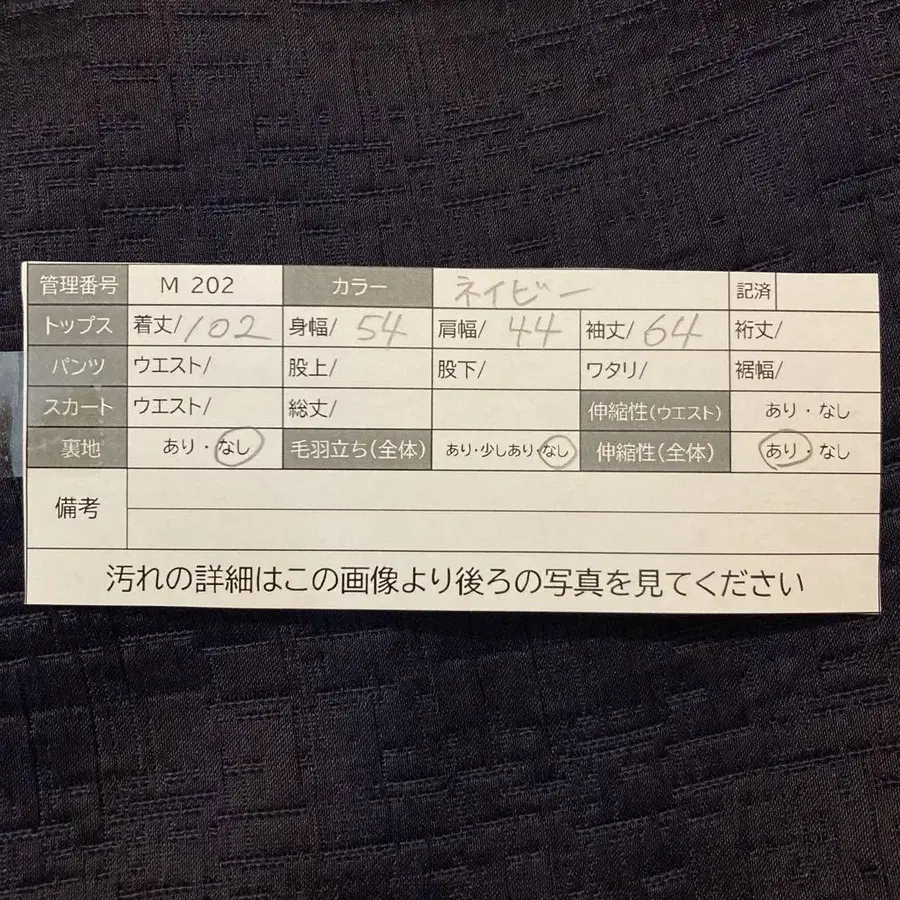 管理番号 M 202 カラー ネイビー 記済
トップス 着丈/102 身幅/54 肩幅/44 袖丈/64 裄丈/
パンツ ウエスト/ 股上/ 股下/ ワタリ/ 裾幅/
スカート ウエスト/ 総丈/ 伸縮性(ウエスト) あり・なし
裏地 あり・なし 毛羽立ち(全体) あり・少しあり・なし 伸縮性(全体) あり・なし
備考
汚れの詳細はこの画像より後ろの写真を見てください